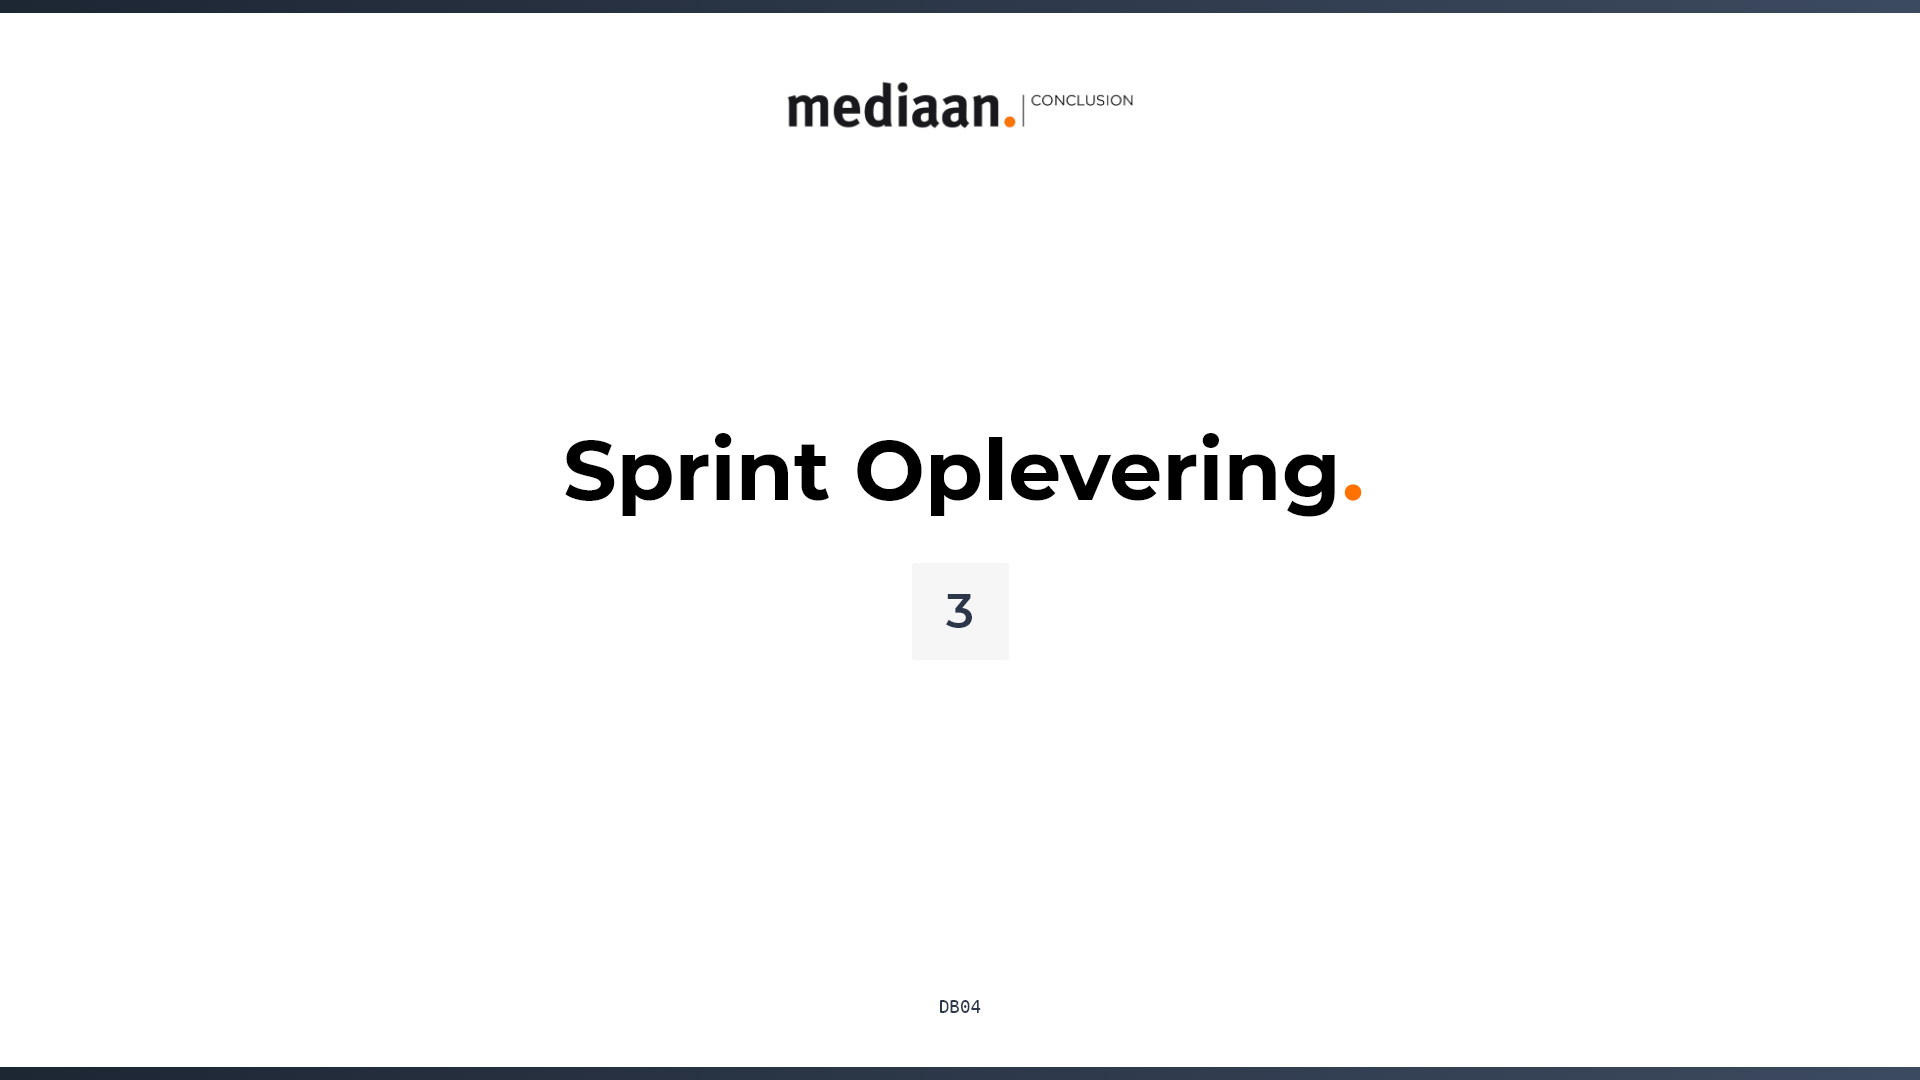 mediaan. CONCLUSION
Sprint Oplevering.
3
DB04